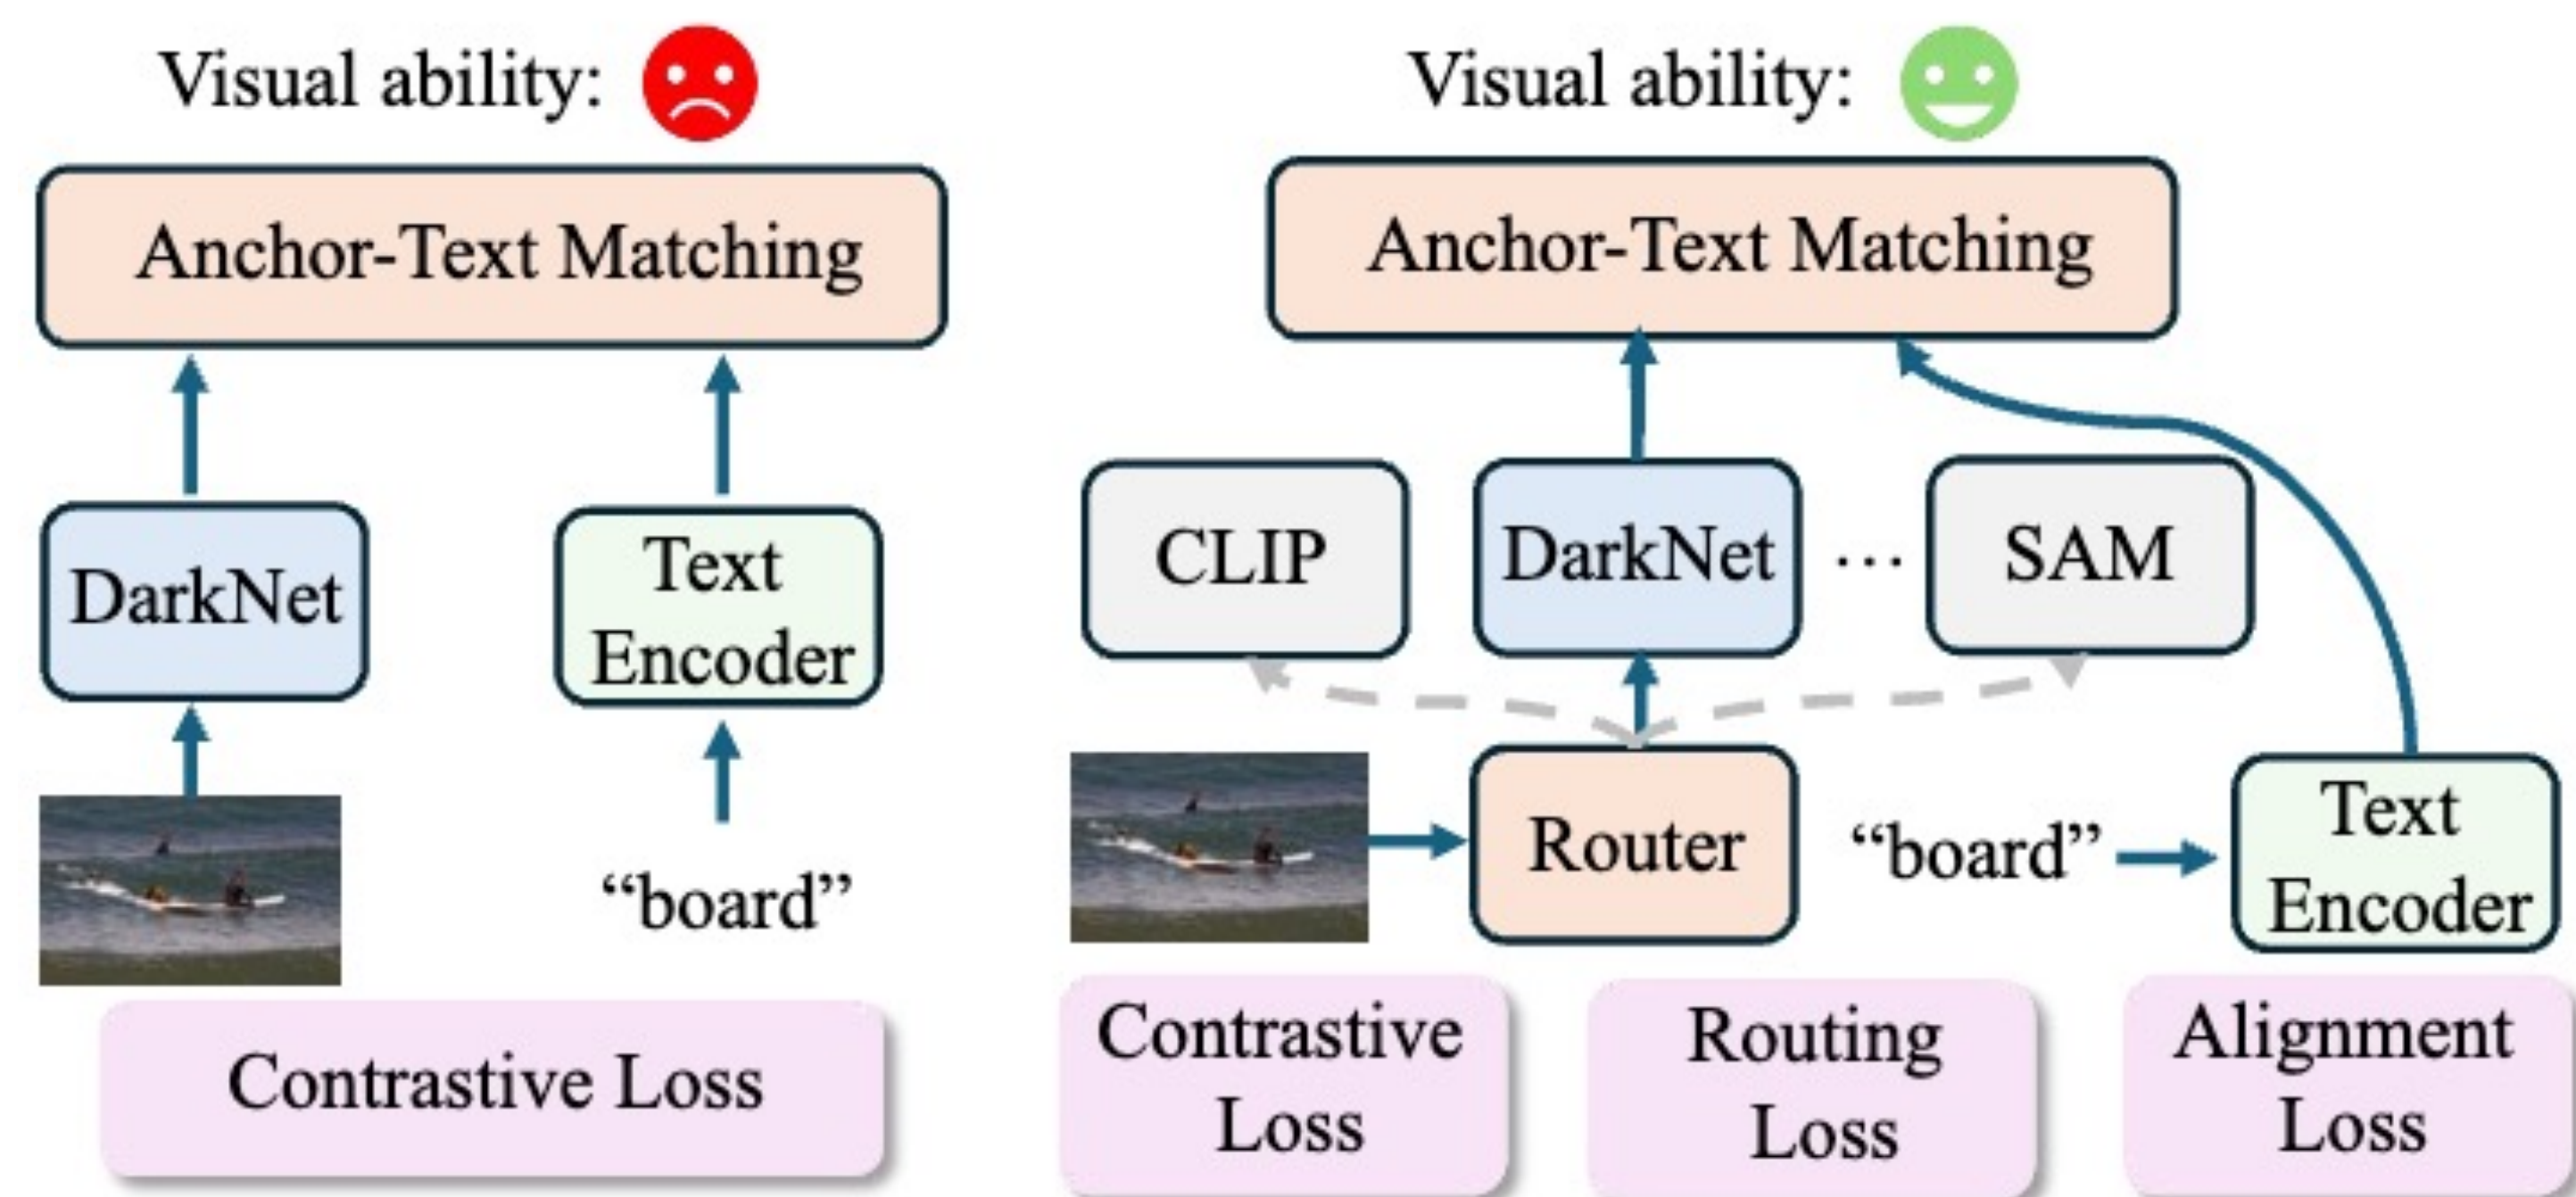 Visual ability:
Anchor-Text Matching
DarkNet
Text
Encoder
“board”
Contrastive Loss
Visual ability:
Anchor-Text Matching
CLIP
DarkNet
...
SAM
Router
“board”
Text
Encoder
Contrastive
Loss
Routing
Loss
Alignment
Loss